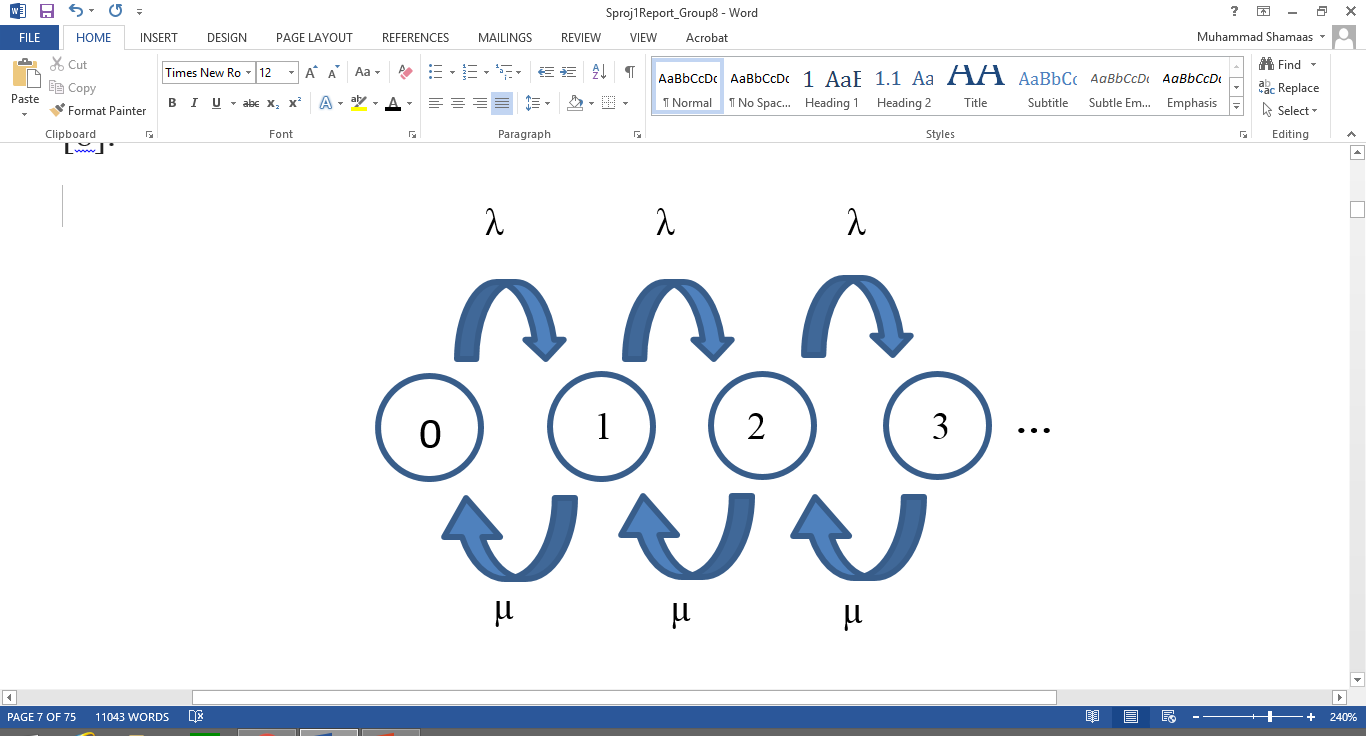 Sproj1Report_Group8 - Word
FILE HOME INSERT DESIGN PAGE LAYOUT REFERENCES MAILINGS REVIEW VIEW Acrobat Muhammad Shamaas
Paste
Cut
Copy
Format Painter
Times New Ro 12
AaBbCcDc AaBbCcDc 1 AaE 1.1 Aa AA AaBbCc AaBbCcDc AaBbCcDc
¶ Normal ¶ No Spac... Heading 1 Heading 2 Title Subtitle Subtle Em... Emphasis
Find
Replace
Select
Clipboard Font Paragraph Styles Editing
λ λ λ
0 1 2 3 ...
μ μ μ
PAGE 7 OF 75 11043 WORDS 240%